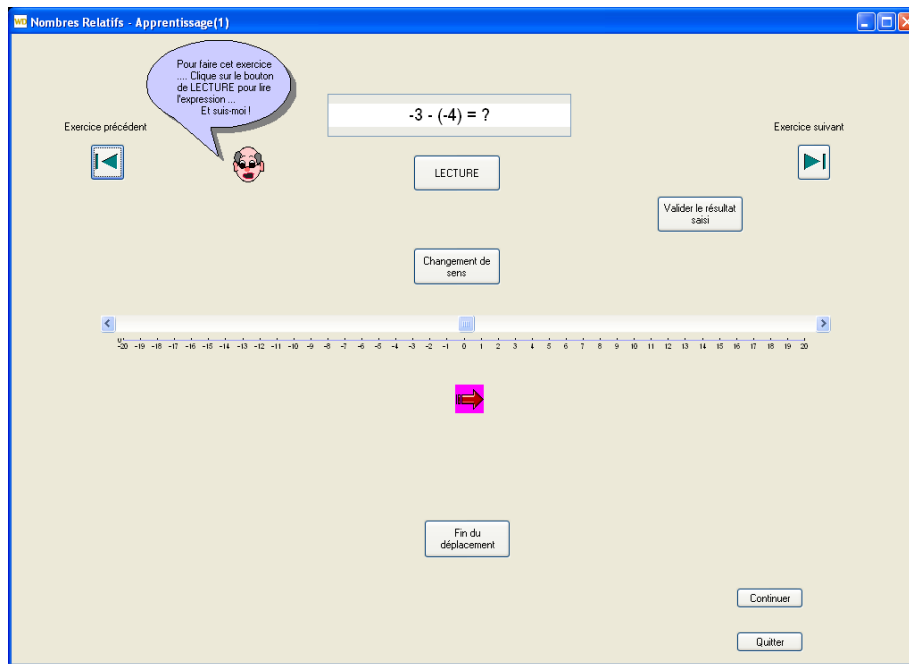 WD Nombres Relatifs - Apprentissage(1)
Pour faire cet exercice
.... Clique sur le bouton
de LECTURE pour lire
l'expression ...
Et suis-moi !
-3 - (-4) = ?
Exercice précédent
Exercice suivant
LECTURE
Valider le résultat
saisi
Changement de
sens
-20 -19 -18 -17 -16 -15 -14 -13 -12 -11 -10 -9 -8 -7 -6 -5 -4 -3 -2 -1 0 1 2 3 4 5 6 7 8 9 10 11 12 13 14 15 16 17 18 19 20
Fin du
déplacement
Continuer
Quitter